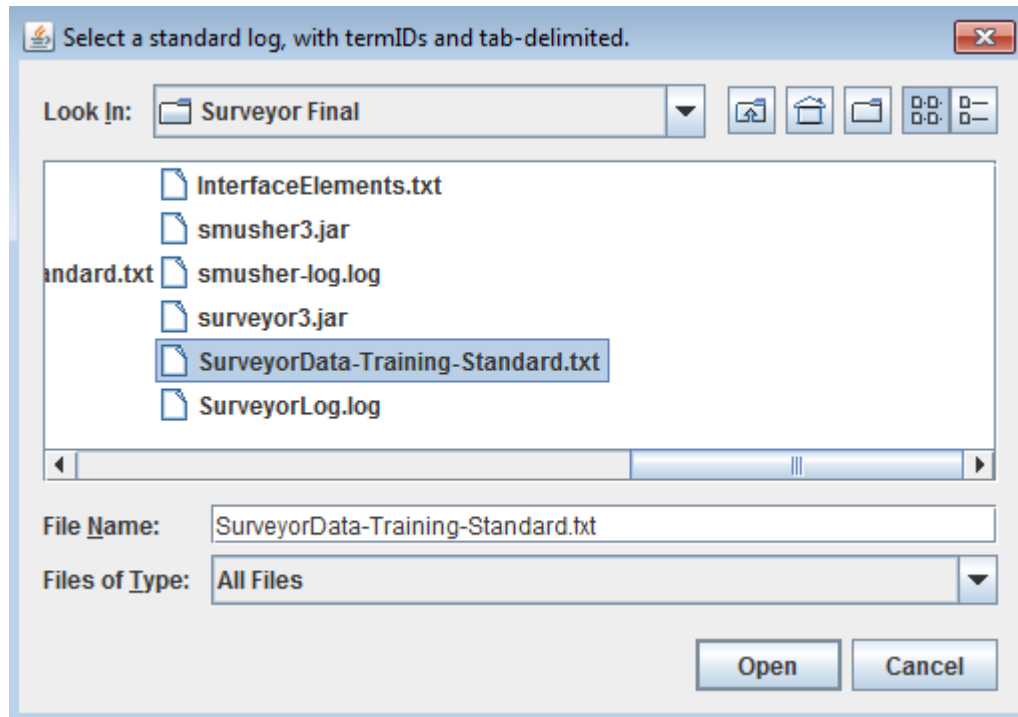 Select a standard log, with termIDs and tab-delimited.
Look In: Surveyor Final
InterfaceElements.txt
smusher3.jar
andard.txt smusher-log.log
surveyor3.jar
SurveyorData-Training-Standard.txt
SurveyorLog.log
File Name: SurveyorData-Training-Standard.txt
Files of Type: All Files
Open Cancel